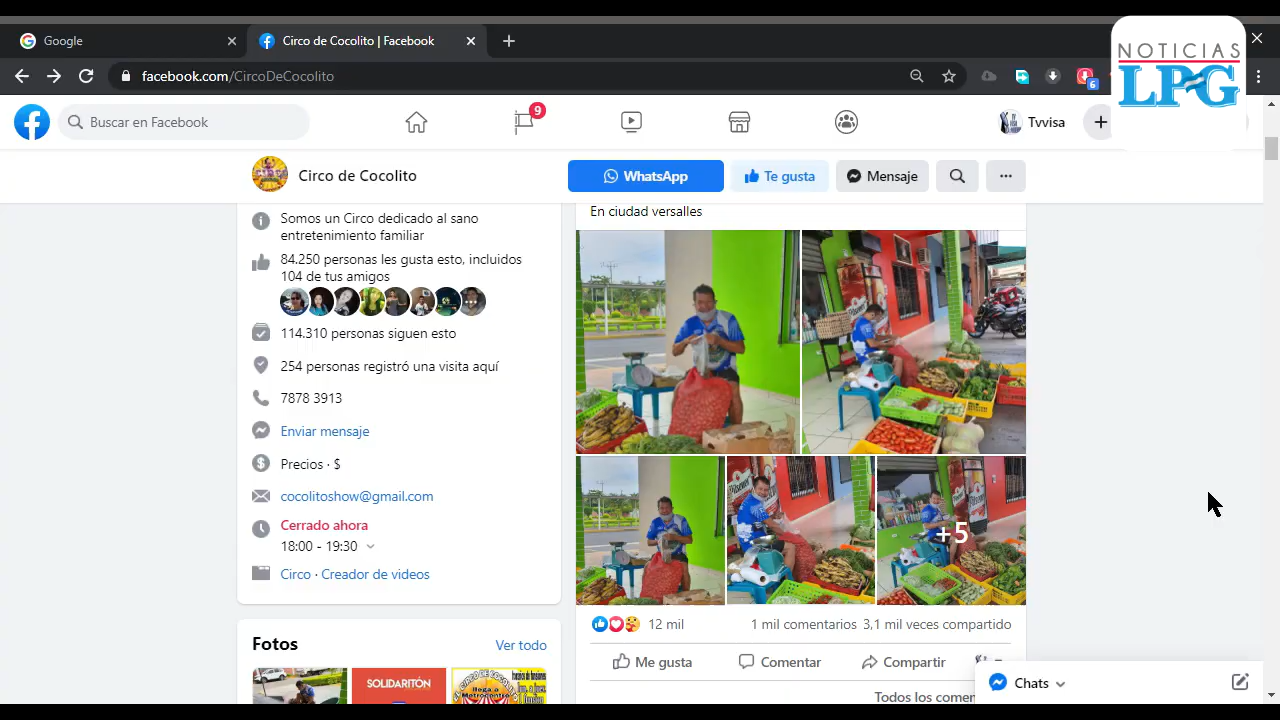 Google
Circo de Cocolito | Facebook
NOTICIAS
LPG
facebook.com/CircoDeCocolito
6
Buscar en Facebook
9
Tvvisa
Circo de Cocolito
WhatsApp
Te gusta
Mensaje
Somos un Circo dedicado al sano
entretenimiento familiar
84.250 personas les gusta esto, incluidos
104 de tus amigos
114.310 personas siguen esto
254 personas registró una visita aquí
7878 3913
Enviar mensaje
Precios · $
cocolitoshow@gmail.com
Cerrado ahora
18:00 - 19:30
Circo · Creador de videos
Fotos
Ver todo
SOLIDARITÓN
En ciudad versalles
+5
12 mil
1 mil comentarios 3,1 mil veces compartido
Me gusta
Comentar
Compartir
Todos los comen
Chats